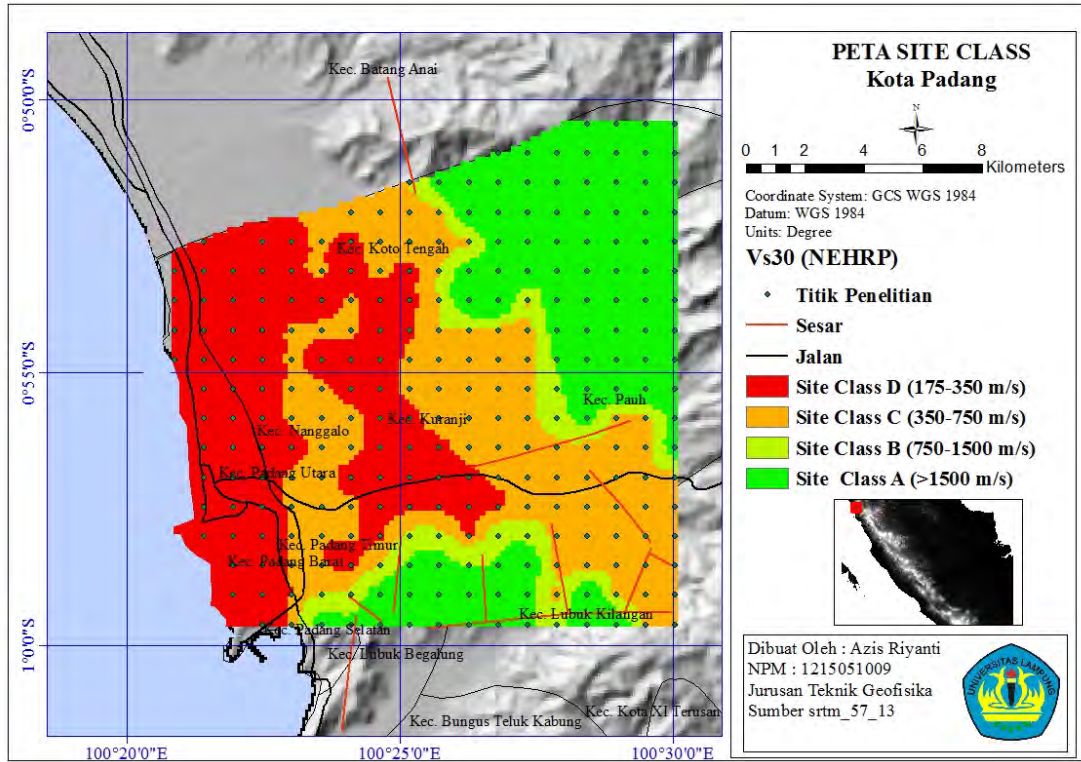 Kec. Batang Anai
Kec. Koto Tengah
Kec. Pauh
Kec. Kuranji
Kec. Nanggalo
Kec. Padang Utara
Kec. Padang Timur
Kec. Padang Barat
Kec. Lubuk Kilangan
Kec. Padang Selatan
Kec. Lubuk Begalung
Kec. Bungus Teluk Kabung
Kec. Kota XI Terusan
0°50'0"S
0°55'0"S
1°0'0"S
100°20'0"E
100°25'0"E
100°30'0"E
PETA SITE CLASS
Kota Padang
N
0 1 2 4 6 8
Kilometers
Coordinate System: GCS WGS 1984
Datum: WGS 1984
Units: Degree
Vs30 (NEHRP)
Titik Penelitian
Sesar
Jalan
Site Class D (175-350 m/s)
Site Class C (350-750 m/s)
Site Class B (750-1500 m/s)
Site Class A (>1500 m/s)
Dibuat Oleh : Azis Riyanti
NPM : 1215051009
Jurusan Teknik Geofisika
Sumber srtm_57_13
UNIVERSITAS LAMPUNG